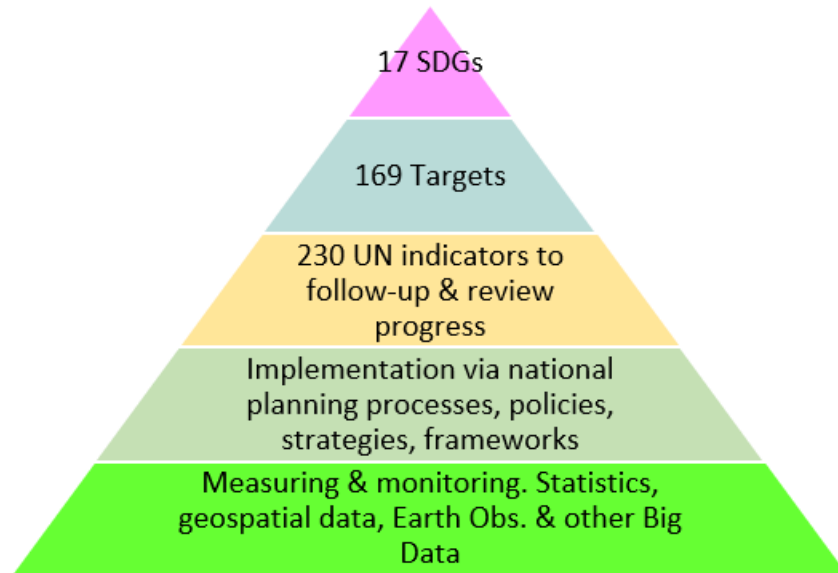 17 SDGs
169 Targets
230 UN indicators to
follow-up & review
progress
Implementation via national
planning processes, policies,
strategies, frameworks
Measuring & monitoring. Statistics,
geospatial data, Earth Obs. & other Big
Data